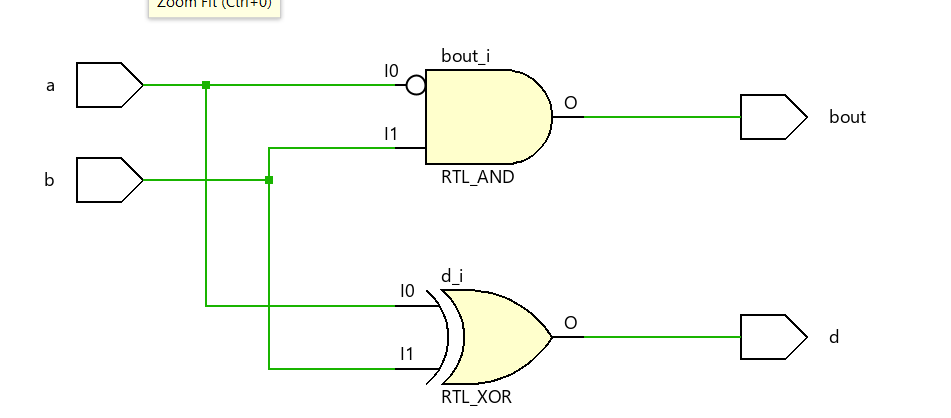 Zoom Fit (Ctrl+0)
bout_i
a
I0
O
bout
I1
b
RTL_AND
d_i
I0
O
d
I1
RTL_XOR